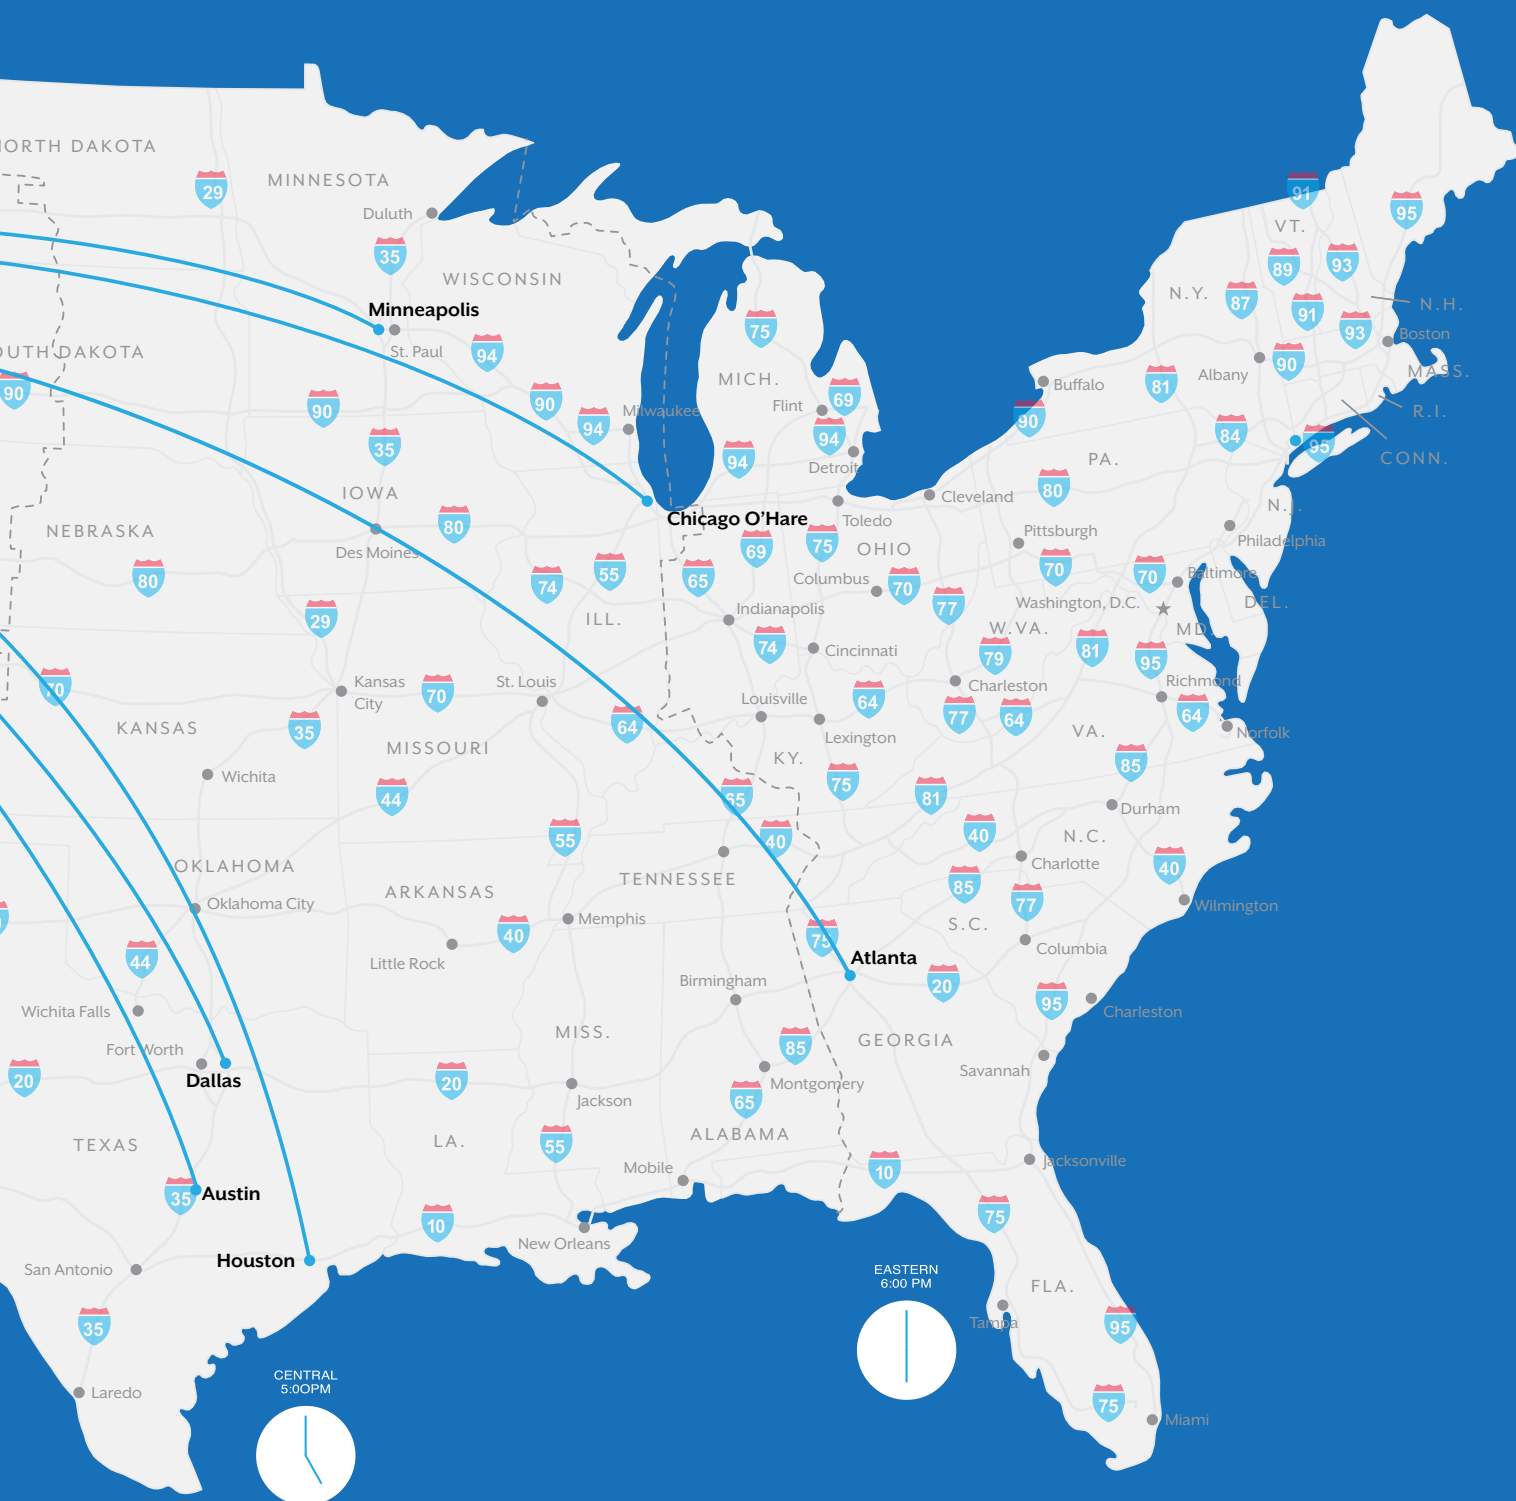 ORTH DAKOTA
29
MINNESOTA
Duluth
35
WISCONSIN
91
95
VT.
89
93
N.Y.
87
91
N.H.
93
Boston
Minneapolis
St. Paul
94
75
OUTH DAKOTA
90
90
35
90
94
Milwaukee
MICH.
69
Flint
94
Detroit
94
Buffalo
90
81
Albany
90
MASS.
R.I.
84
95
CONN.
IOWA
80
Des Moines
NEBRASKA
80
Chicago O'Hare
Toledo
Cleveland
PA.
80
N.J.
Philadelphia
Pittsburgh
70
70
Baltimore
69
75
OHIO
65
55
74
Columbus
70
77
Washington, D.C.
DEL.
MD.
W.VA.
79
81
95
29
ILL.
Indianapolis
74
Cincinnati
Charleston
Richmond
64
Norfolk
70
Kansas
City
70
St. Louis
64
Louisville
64
Lexington
77
64
VA.
85
KANSAS
35
MISSOURI
Wichita
44
KY.
75
65
81
Durham
55
40
40
N.C.
Charlotte
40
OKLAHOMA
Oklahoma City
ARKANSAS
TENNESSEE
85
77
Wilmington
40
Memphis
Little Rock
44
75
S.C.
Columbia
Atlanta
20
95
Charleston
Wichita Falls
Birmingham
Fort Worth
Dallas
20
20
MISS.
85
GEORGIA
Savannah
Jackson
Montgomery
65
TEXAS
LA.
55
ALABAMA
Mobile
10
Jacksonville
35
Austin
10
75
Houston
New Orleans
San Antonio
35
Laredo
EASTERN
6:00 PM
FLA.
Tampa
95
CENTRAL
5:00PM
75
Miami